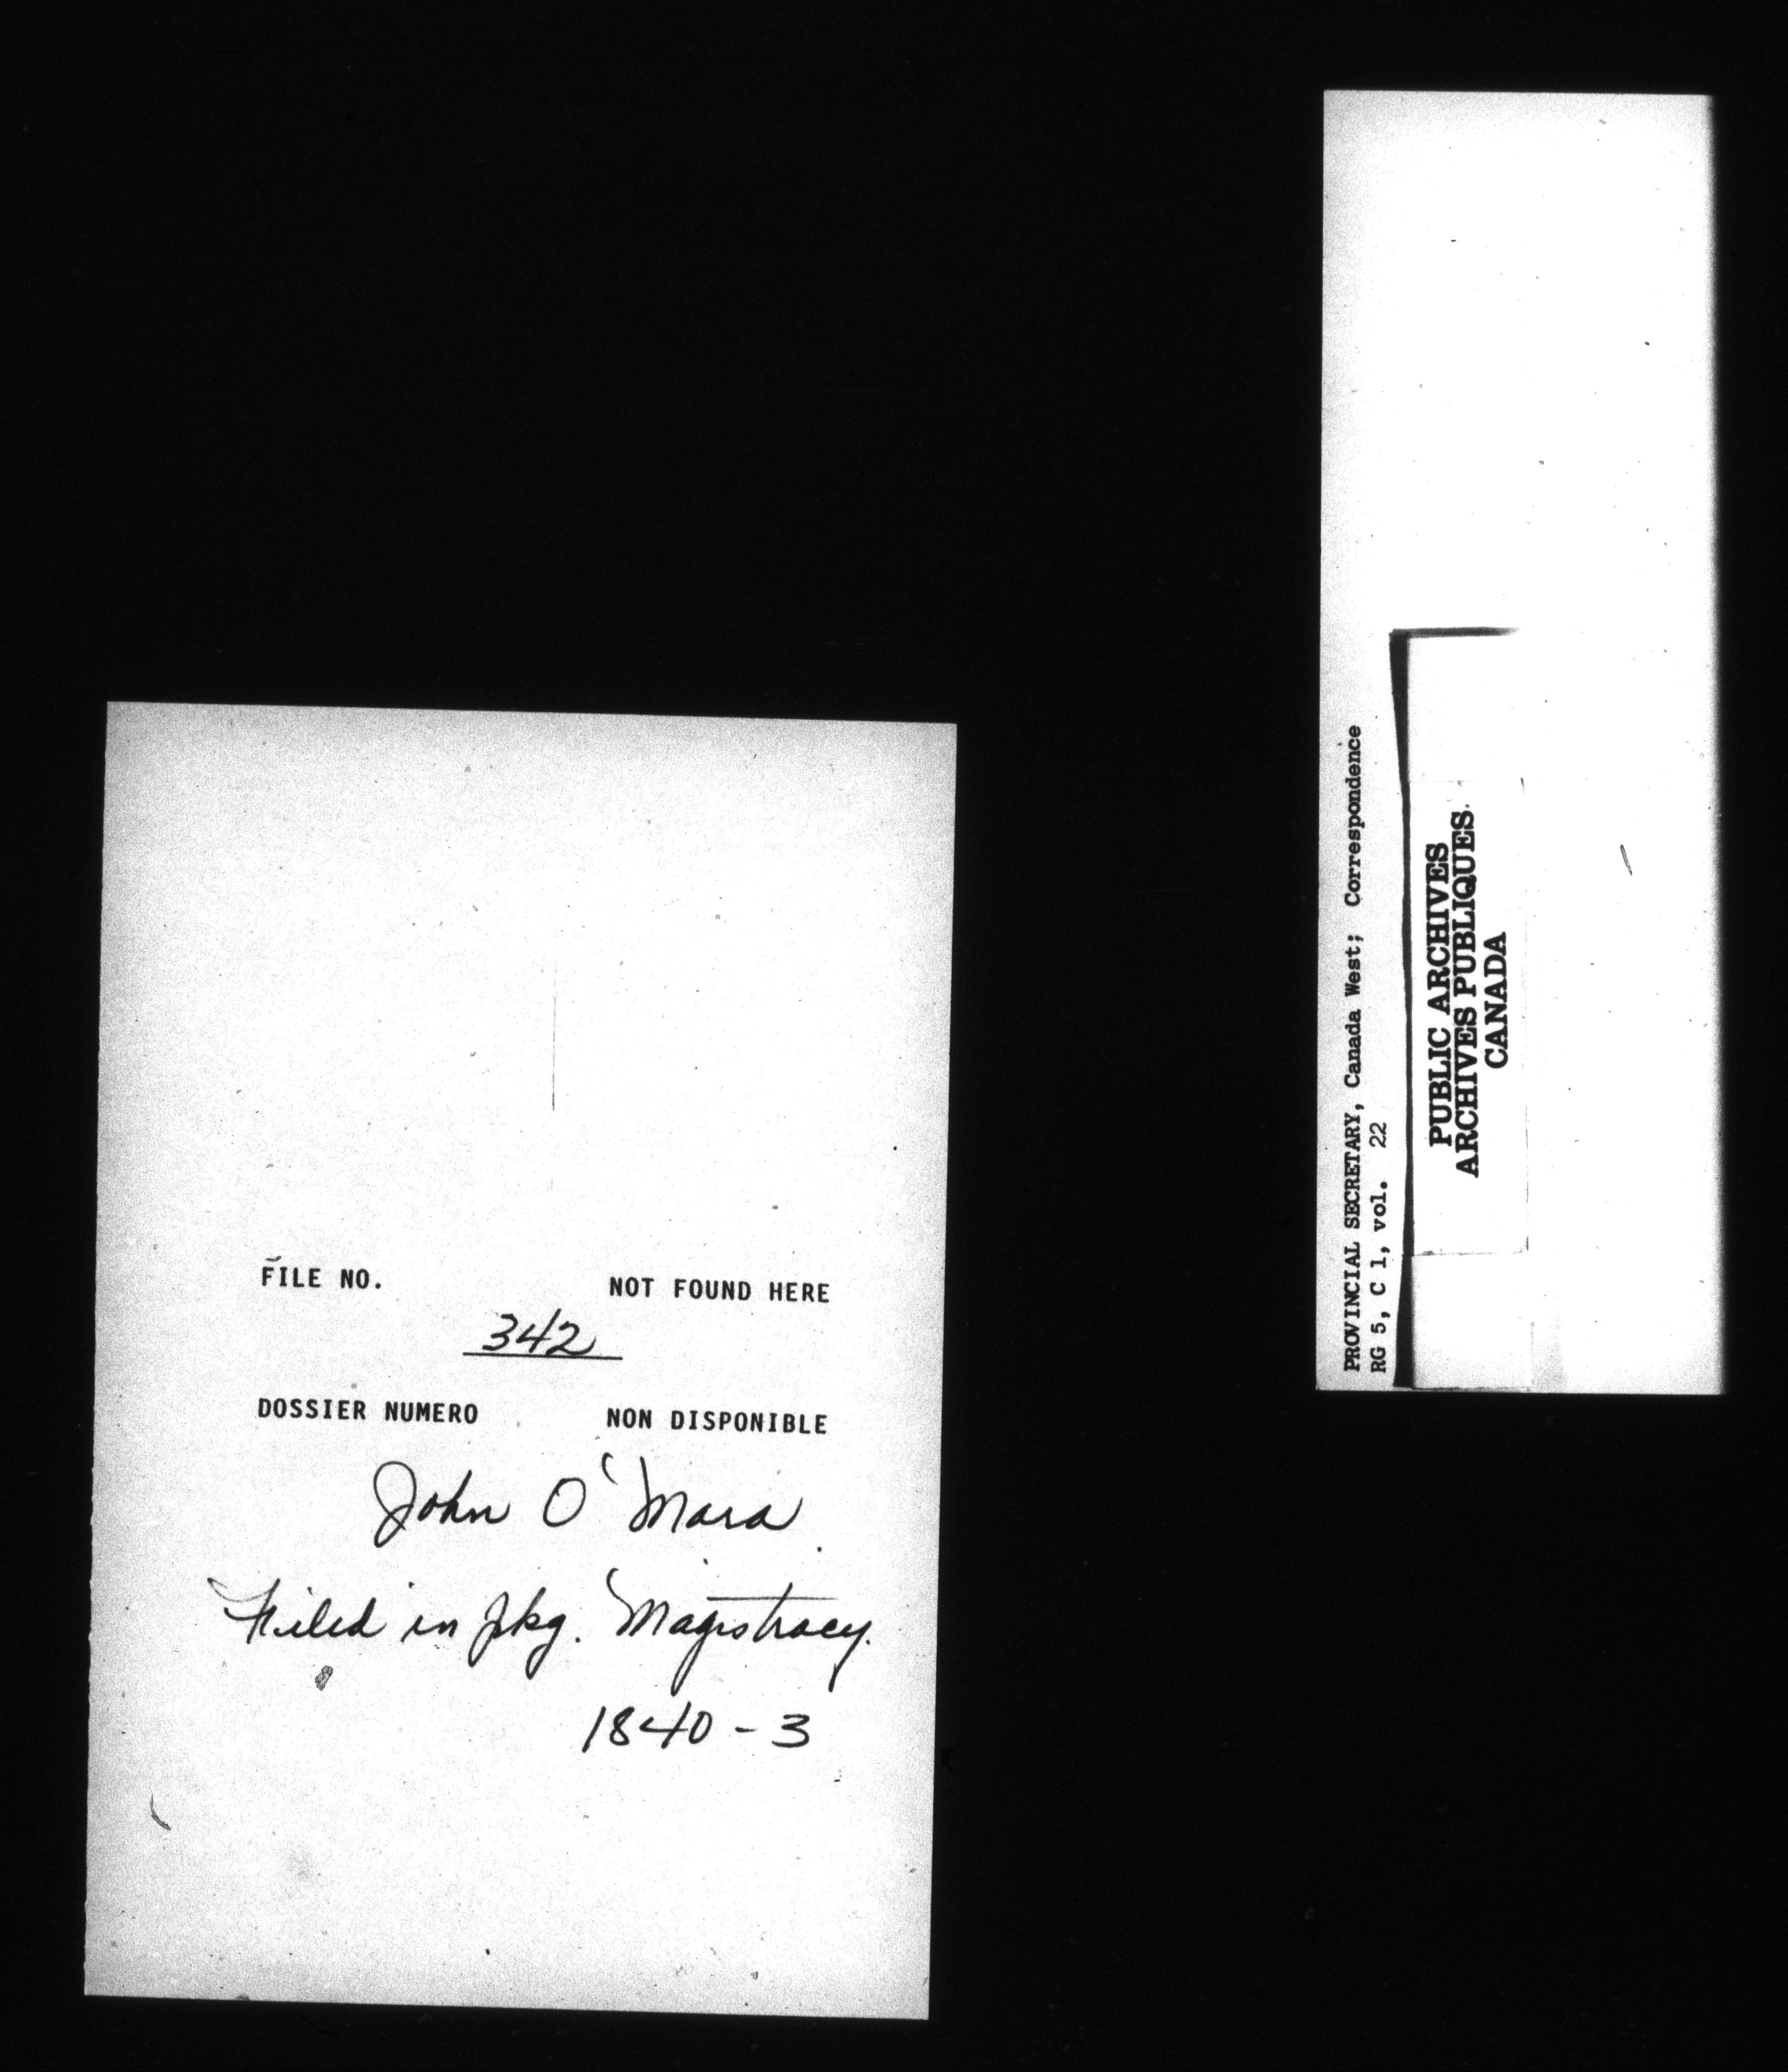 FILE NO. NOT FOUND HERE
342
DOSSIER NUMERO NON DISPONIBLE
John O'Mara.
Filed in pkg. Magistracy.
1840-3
PROVINCIAL SECRETARY, Canada West; Correspondence
RG 5, C 1, vol. 22
PUBLIC ARCHIVES
ARCHIVES PUBLIQUES
CANADA